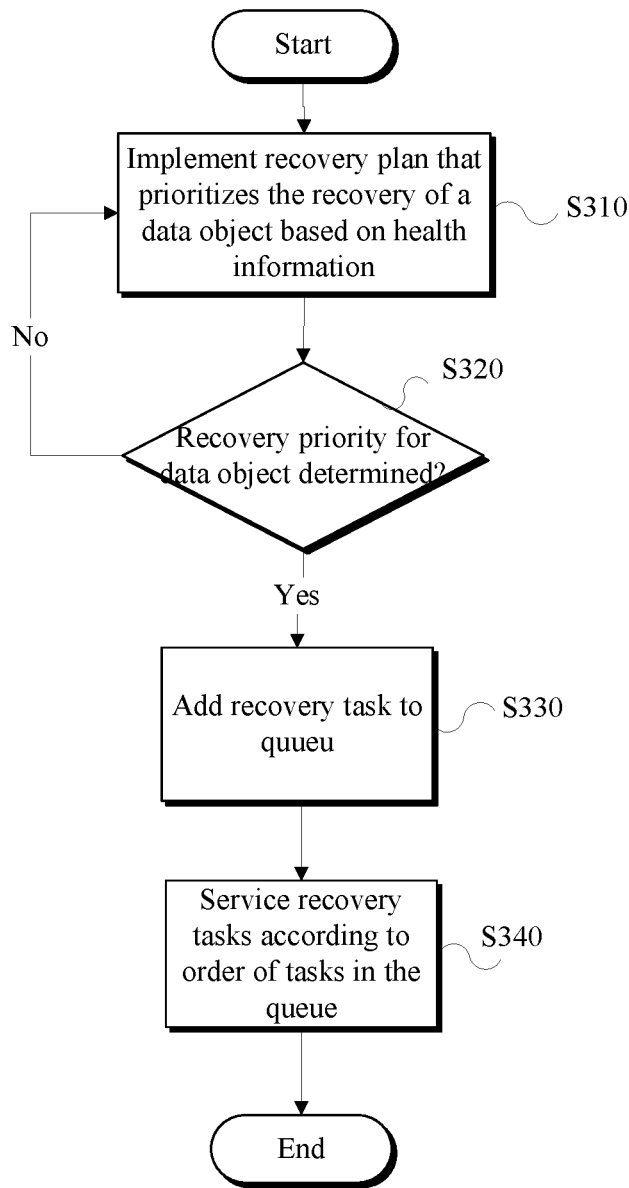 Start
Implement recovery plan that
prioritizes the recovery of a
data object based on health
information
S310
No
S320
Recovery priority for
data object determined?
Yes
Add recovery task to
quueu
S330
Service recovery
tasks according to
order of tasks in the
queue
S340
End